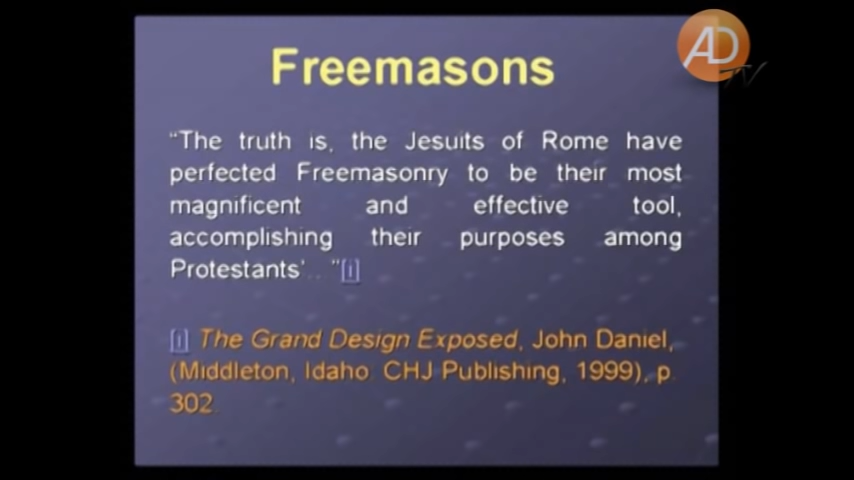 AD
TV
Freemasons
"The truth is, the Jesuits of Rome have
perfected Freemasonry to be their most
magnificent and effective tool,
accomplishing their purposes among
Protestants'.. "[1]
[1] The Grand Design Exposed, John Daniel,
(Middleton, Idaho. CHJ Publishing, 1999), p.
302.